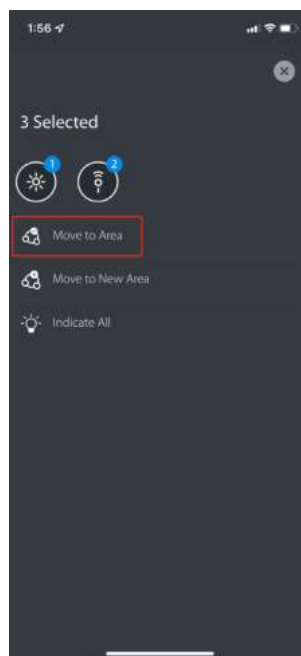 1:56
3 Selected
1
2
Move to Area
Move to New Area
Indicate All